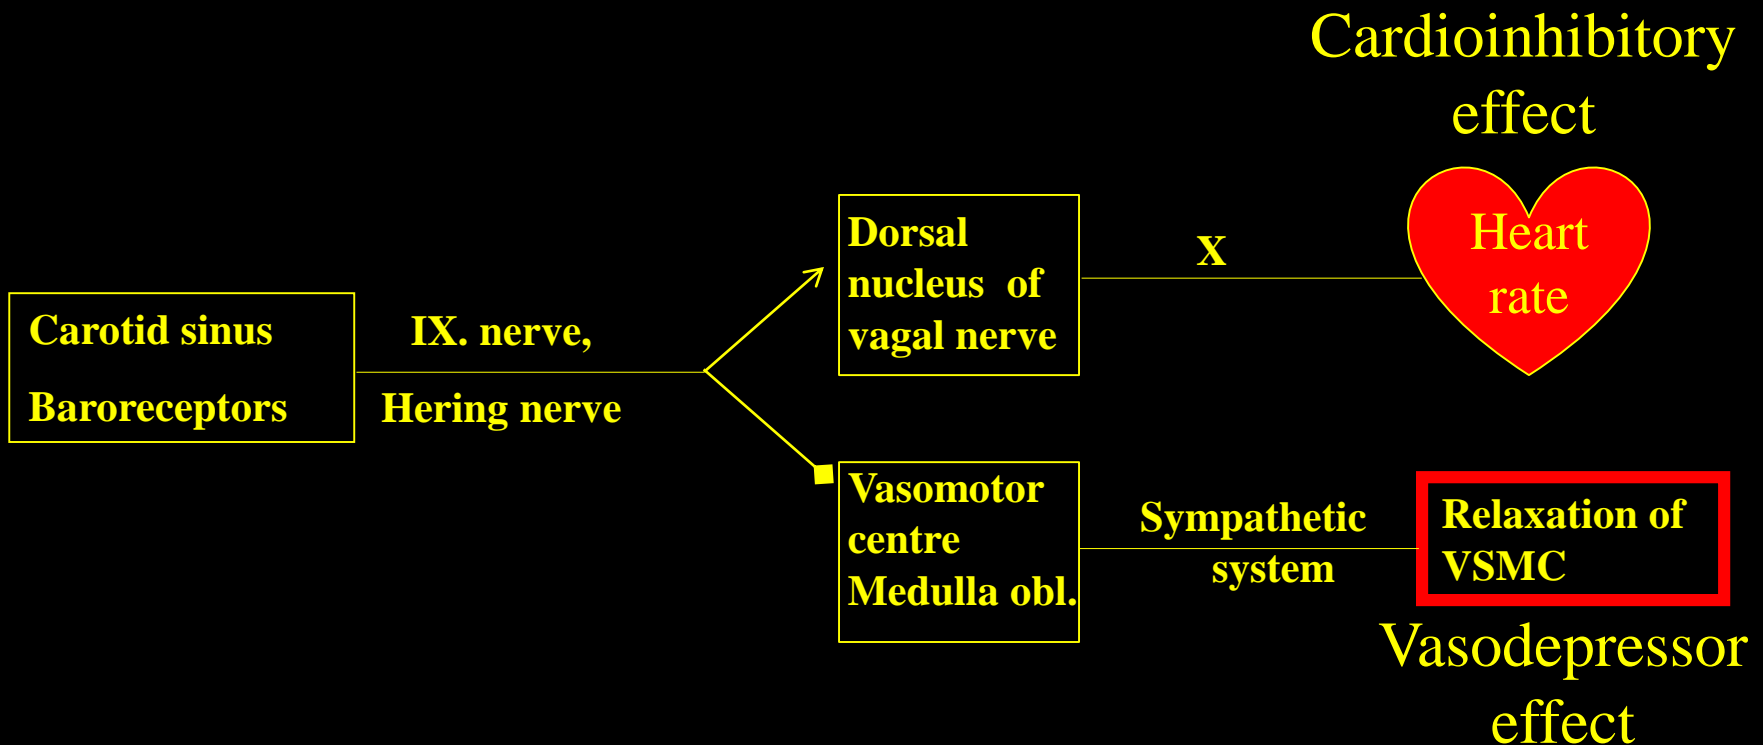 Cardioinhibitory
effect
Heart
rate
Dorsal
nucleus of
vagal nerve
X
Carotid sinus
Baroreceptors
IX. nerve,
Hering nerve
Vasomotor
centre
Medulla obl.
Sympathetic
system
Relaxation of
VSMC
Vasodepressor
effect